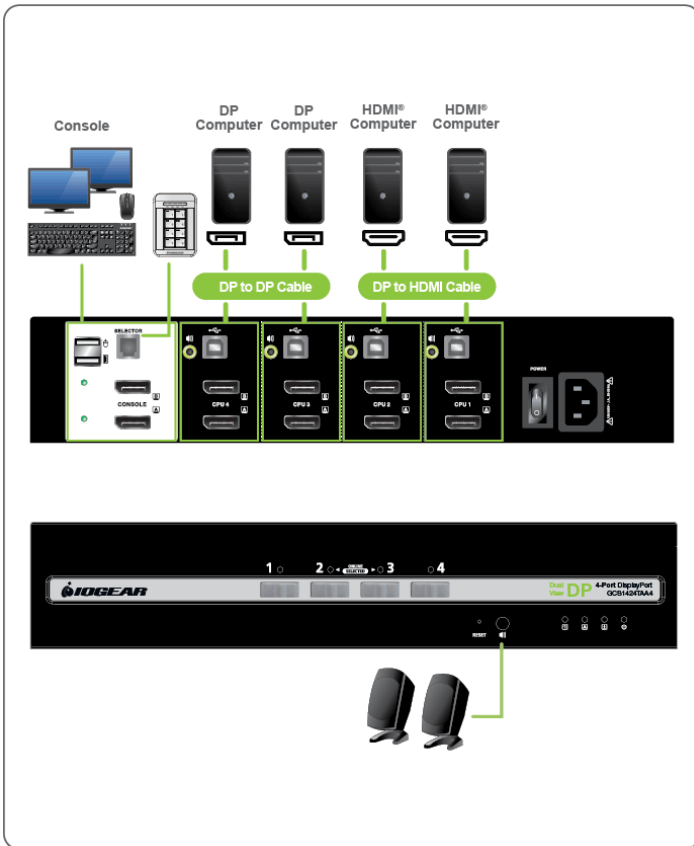 Console
DP Computer
DP Computer
HDMI® Computer
HDMI® Computer
DP to DP Cable
DP to HDMI Cable
SELECTOR
POWER
CONSOLE
B
A
CPU 4
B
A
CPU 3
B
A
CPU 2
B
A
CPU 1
B
A
1
2
ONLINE
SELECTED
3
4
IOGEAR
Dual View DP
4-Port DisplayPort
GCS1424TAA4
RESET